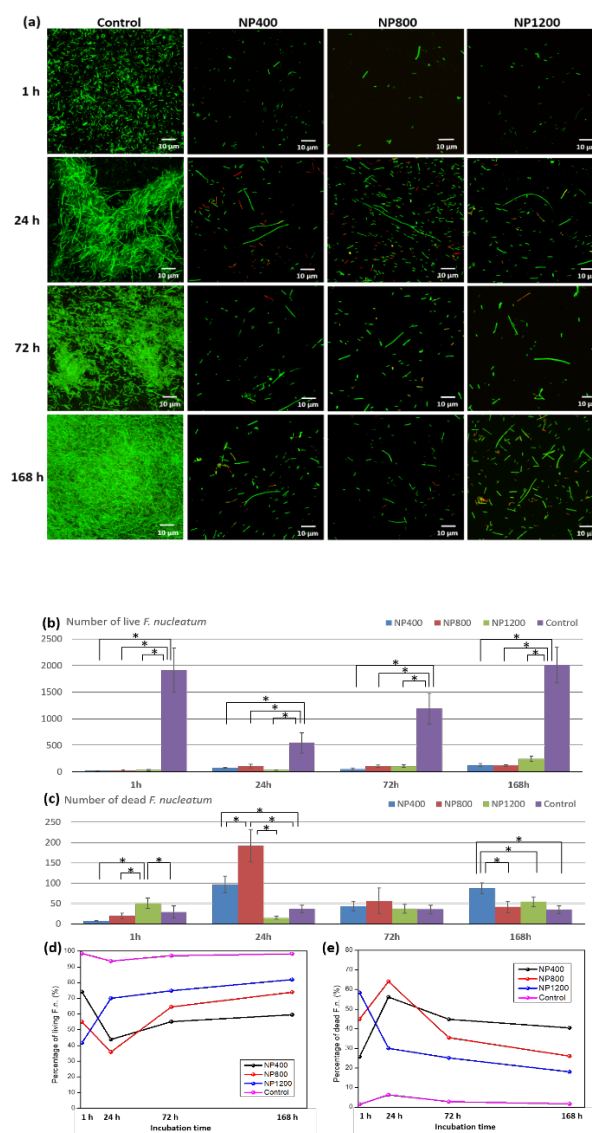 (a) Control NP400 NP800 NP1200
1 h
10 µm 10 µm 10 µm 10 µm
24 h
10 µm 10 µm 10 µm 10 µm
72 h
10 µm 10 µm 10 µm 10 µm
168 h
10 µm 10 µm 10 µm 10 µm
(b) Number of live F. nucleatum NP400 NP800 NP1200 Control
2500
2000
1500
1000
500
0
* * * * * * * * * * * *
1h 24h 72h 168h
(c) Number of dead F. nucleatum NP400 NP800 NP1200 Control
250
200
150
100
50
0
* * * * * * * * * *
1h 24h 72h 168h
(d)
Percentage of living F.n. (%)
100
90
80
70
60
50
40
30
20
10
0
NP400
NP800
NP1200
Control
1 h 24 h 72 h 168 h
Incubation time
(e)
Percentage of dead F.n. (%)
80
70
60
50
40
30
20
10
0
NP400
NP800
NP1200
Control
1 h 24 h 72 h 168 h
Incubation time